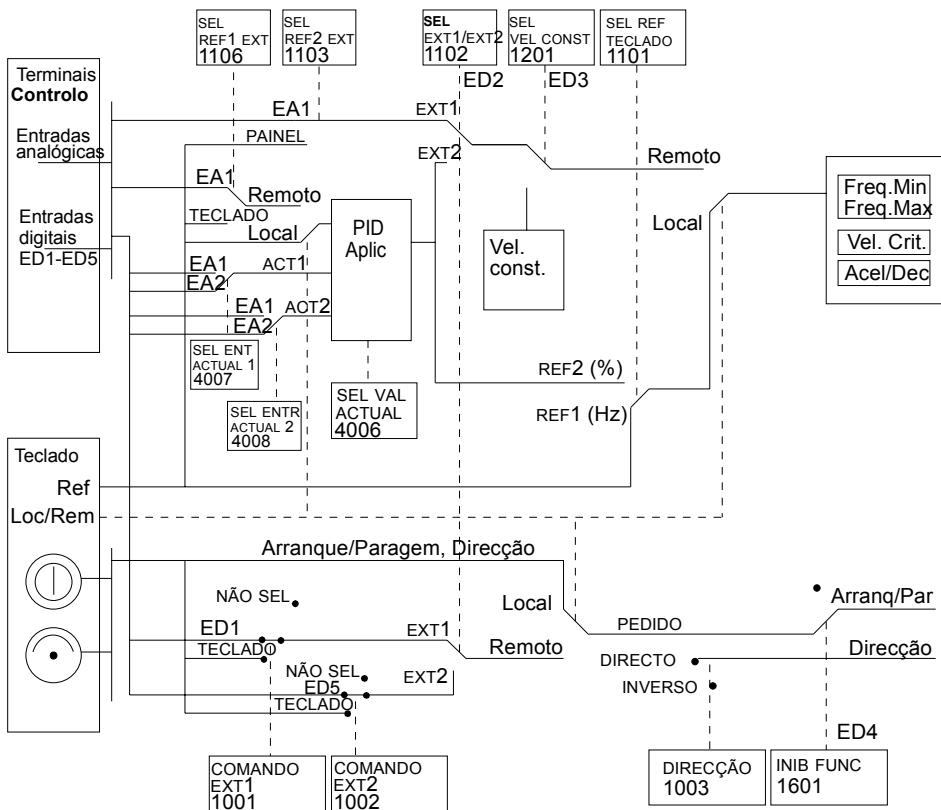 SEL
REF1 EXT
1106
SEL
REF2 EXT
1103
SEL
EXT1/EXT2
1102
SEL
VEL CONST
1201
SEL REF
TECLADO
1101
Terminais
Controlo
Entradas
analógicas
Entradas
digitais
ED1-ED5
EA1
EXT1
ED2
ED3
PAINEL
EXT2
Remoto
EA1
Remoto
TECLADO
Local
PID
Aplic
Vel.
const.
Local
Freq.Min
Freq.Max
Vel. Crit.
Acel/Dec
EA1
EA2
ACT1
EA1
EA2
ACT2
SEL ENT
ACTUAL 1
4007
SEL ENTR
ACTUAL 2
4008
SEL VAL
ACTUAL
4006
REF2 (%)
REF1 (Hz)
Teclado
Ref
Loc/Rem
Arranque/Paragem, Direcção
NÃO SEL
Local
Arranq/Par
ED1
EXT1
PEDIDO
TECLADO
Remoto
DIRECTO
Direcção
NÃO SEL
EXT2
ED5
INVERSO
TECLADO
ED4
COMANDO
EXT1
1001
COMANDO
EXT2
1002
DIRECÇÃO
1003
INIB FUNC
1601